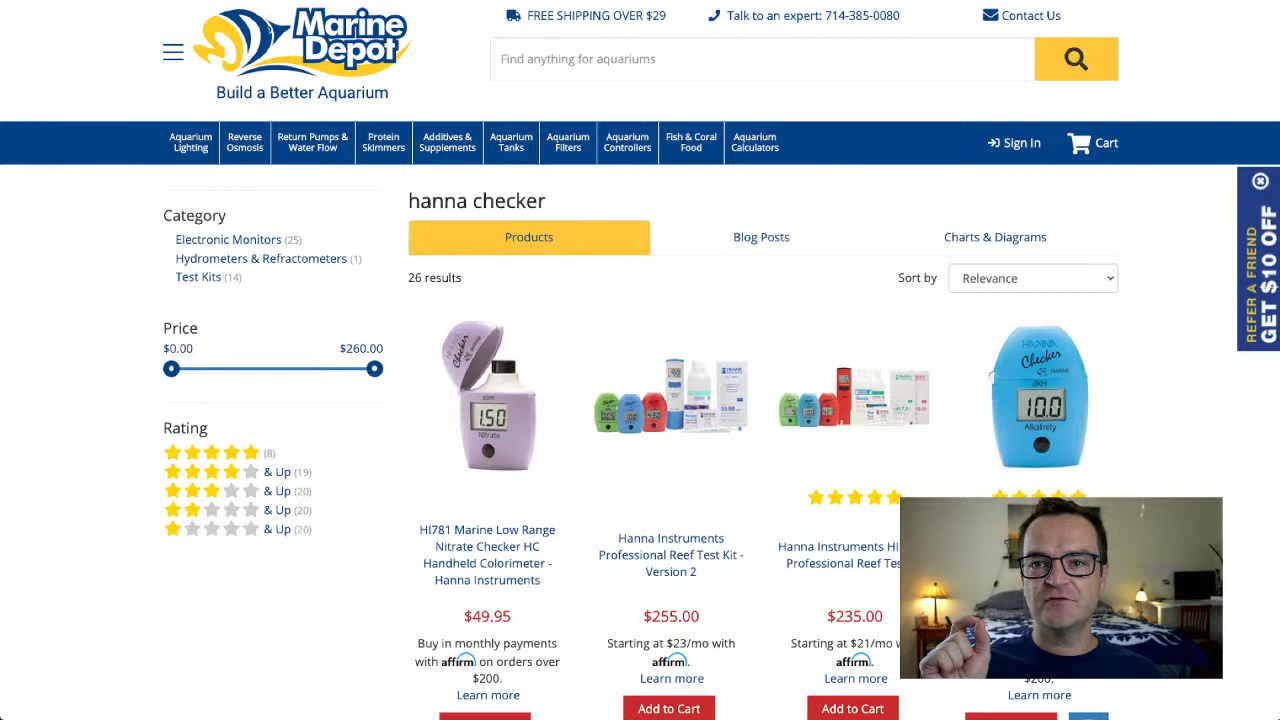 Marine
Depot
Build a Better Aquarium
FREE SHIPPING OVER $29
Talk to an expert: 714-385-0080
Contact Us
Find anything for aquariums
Aquarium
Lighting
Reverse
Osmosis
Return Pumps &
Water Flow
Protein
Skimmers
Additives &
Supplements
Aquarium
Tanks
Aquarium
Filters
Aquarium
Controllers
Fish & Coral
Food
Aquarium
Calculators
Sign In
Cart
REFER A FRIEND
GET $10 OFF
Category
Electronic Monitors (25)
Hydrometers & Refractometers (1)
Test Kits (14)
Price
$0.00
$260.00
Rating
(8)
& Up (19)
& Up (20)
& Up (20)
& Up (20)
hanna checker
Products
Blog Posts
Charts & Diagrams
26 results
Sort by
Relevance
Checker
ppm
1.50
Nitrate
HI781 Marine Low Range
Nitrate Checker HC
Handheld Colorimeter -
Hanna Instruments
$49.95
Buy in monthly payments
with affirm on orders over
$200.
Learn more
Hanna Instruments
Professional Reef Test Kit -
Version 2
$255.00
Starting at $23/mo with
affirm.
Learn more
Add to Cart
Hanna Instruments HI
Professional Reef Tes
$235.00
Starting at $21/mo
affirm.
Learn more
Add to Cart
HANNA
Checker
MARINE
dKH
10.0
Alkalinity
$200.
Learn more